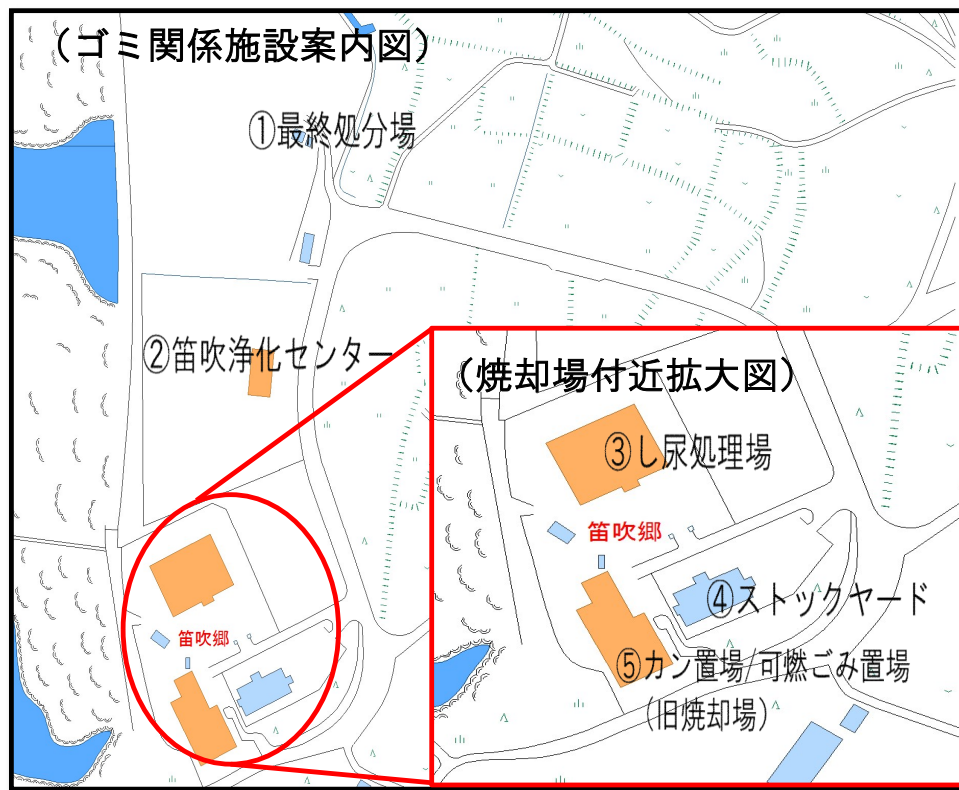 （ゴミ関係施設案内図）
①最終処分場
②笛吹浄化センター
笛吹郷
（焼却場付近拡大図）
③し尿処理場
笛吹郷
④ストックヤード
⑤カン置場/可燃ごみ置場
（旧焼却場）